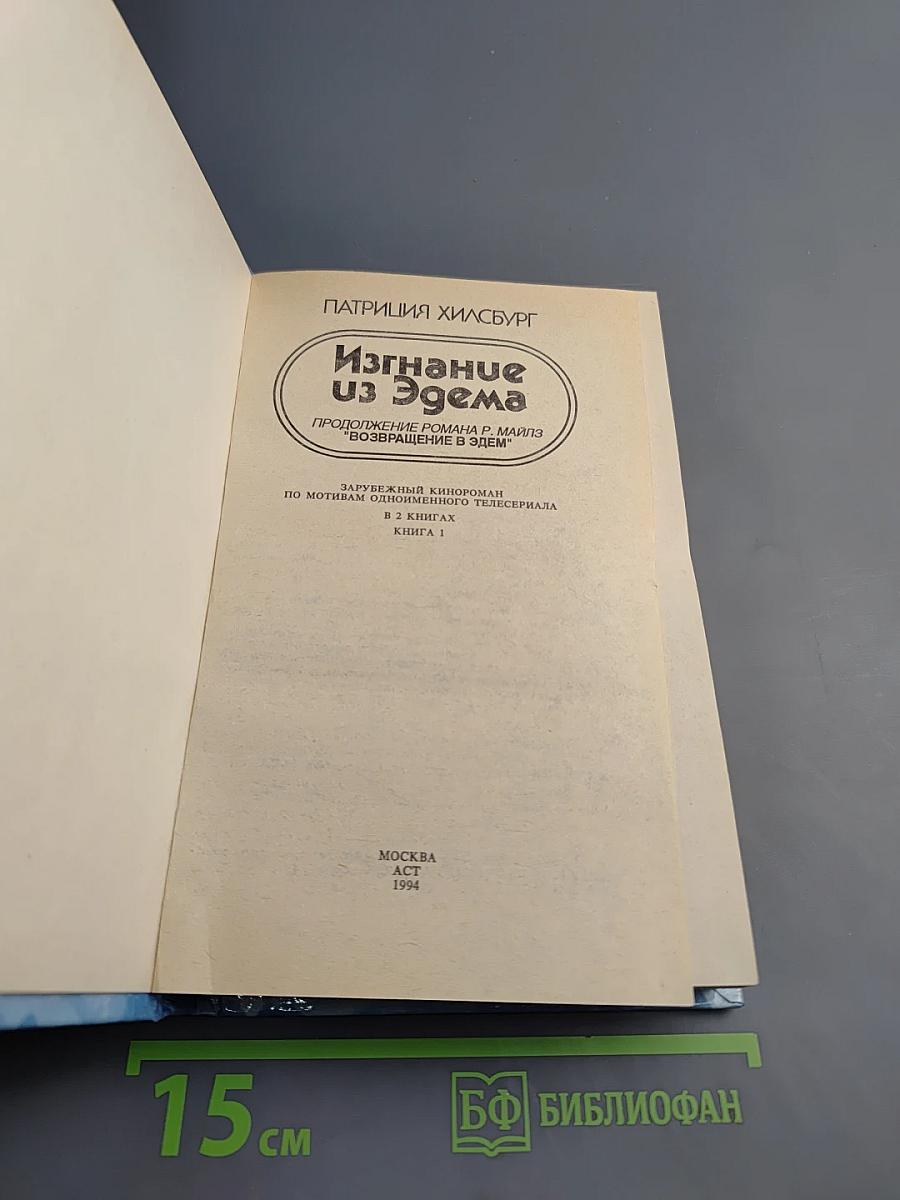 ПАТРИЦИЯ ХИЛСБУРГ
Изгнание
из Эдема
ПРОДОЛЖЕНИЕ РОМАНА Р. МАЙЛЗ
"ВОЗВРАЩЕНИЕ В ЭДЕМ"
ЗАРУБЕЖНЫЙ КИНОРОМАН
ПО МОТИВАМ ОДНОИМЕННОГО ТЕЛЕСЕРИАЛА
В 2 КНИГАХ
КНИГА 1
МОСКВА
АСТ
1994
15 СМ
БФ БИБЛИОФАН